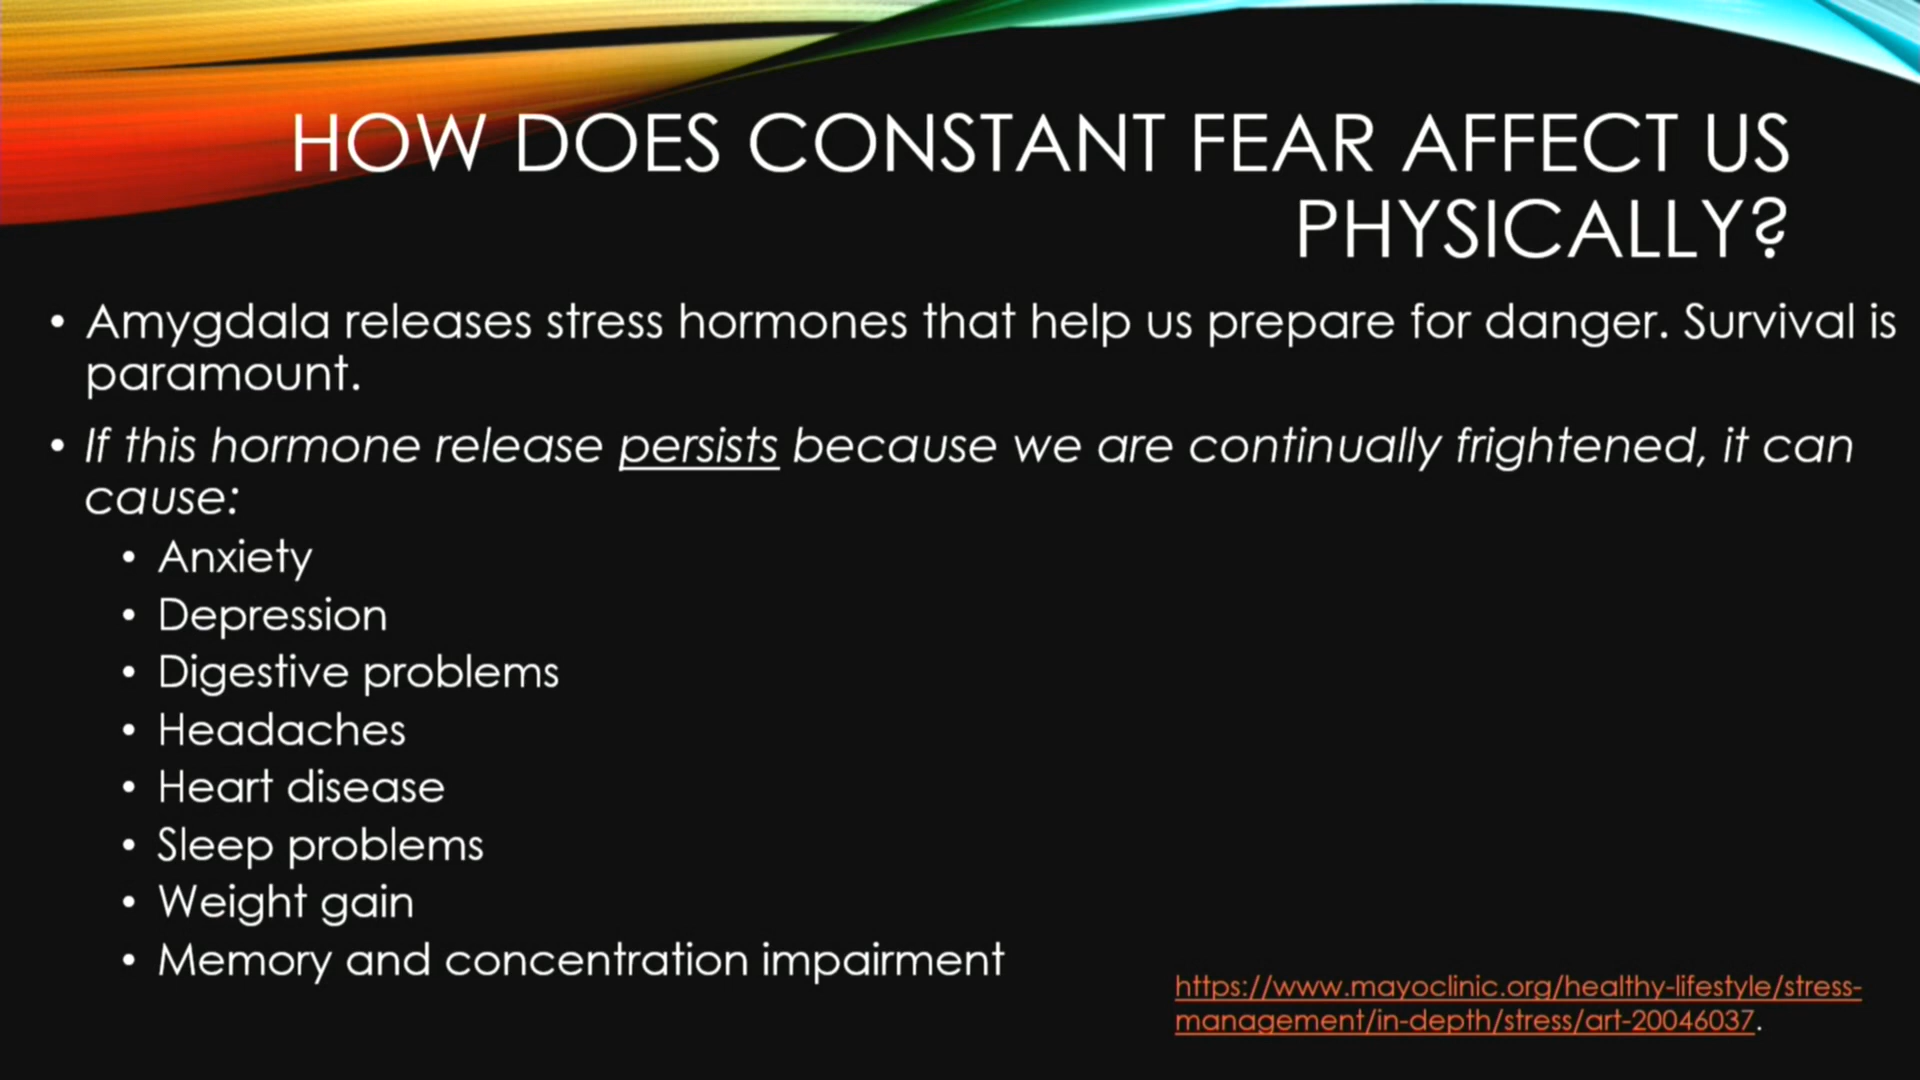 HOW DOES CONSTANT FEAR AFFECT US
PHYSICALLY?
• Amygdala releases stress hormones that help us prepare for danger. Survival is
paramount.
• If this hormone release persists because we are continually frightened, it can
cause:
• Anxiety
• Depression
• Digestive problems
• Headaches
• Heart disease
• Sleep problems
• Weight gain
• Memory and concentration impairment
https://www.mayoclinic.org/healthy-lifestyle/stress-
management/in-depth/stress/art-20046037.